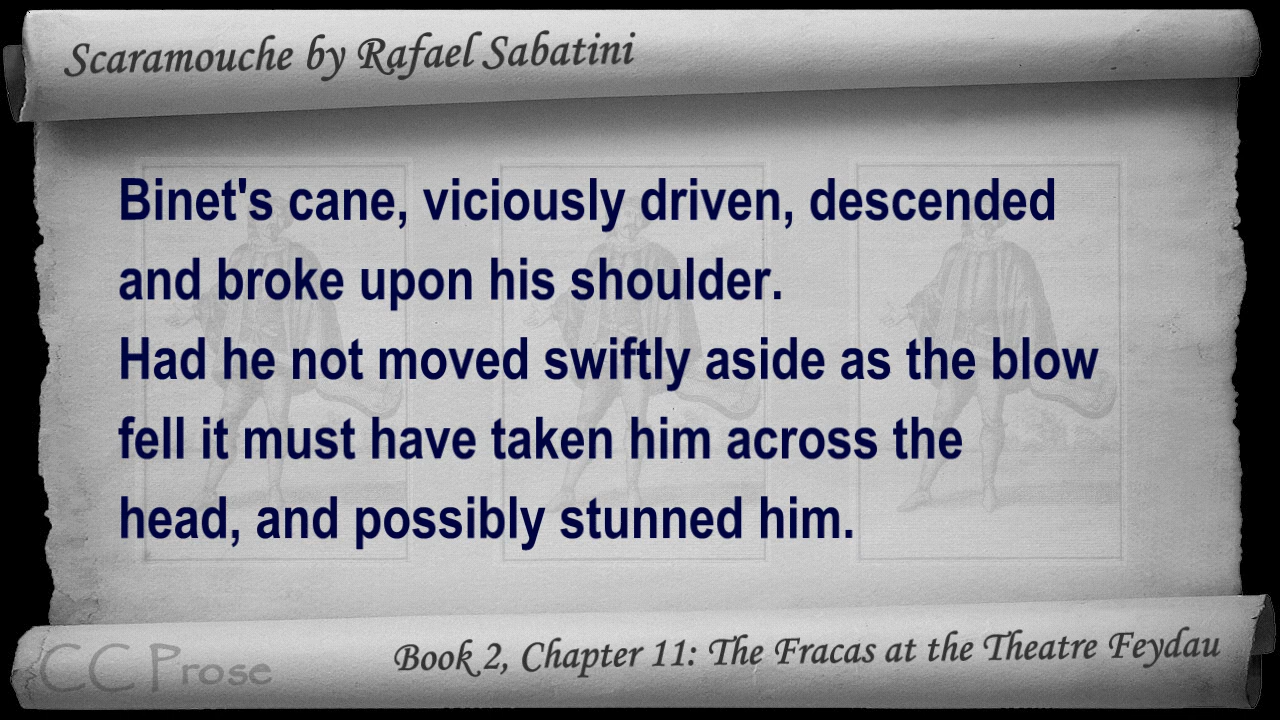 Scaramouche by Rafael Sabatini
Binet's cane, viciously driven, descended
and broke upon his shoulder.
Had he not moved swiftly aside as the blow
fell it must have taken him across the
head, and possibly stunned him.
CC Prose
Book 2, Chapter 11: The Fracas at the Theatre Feydau